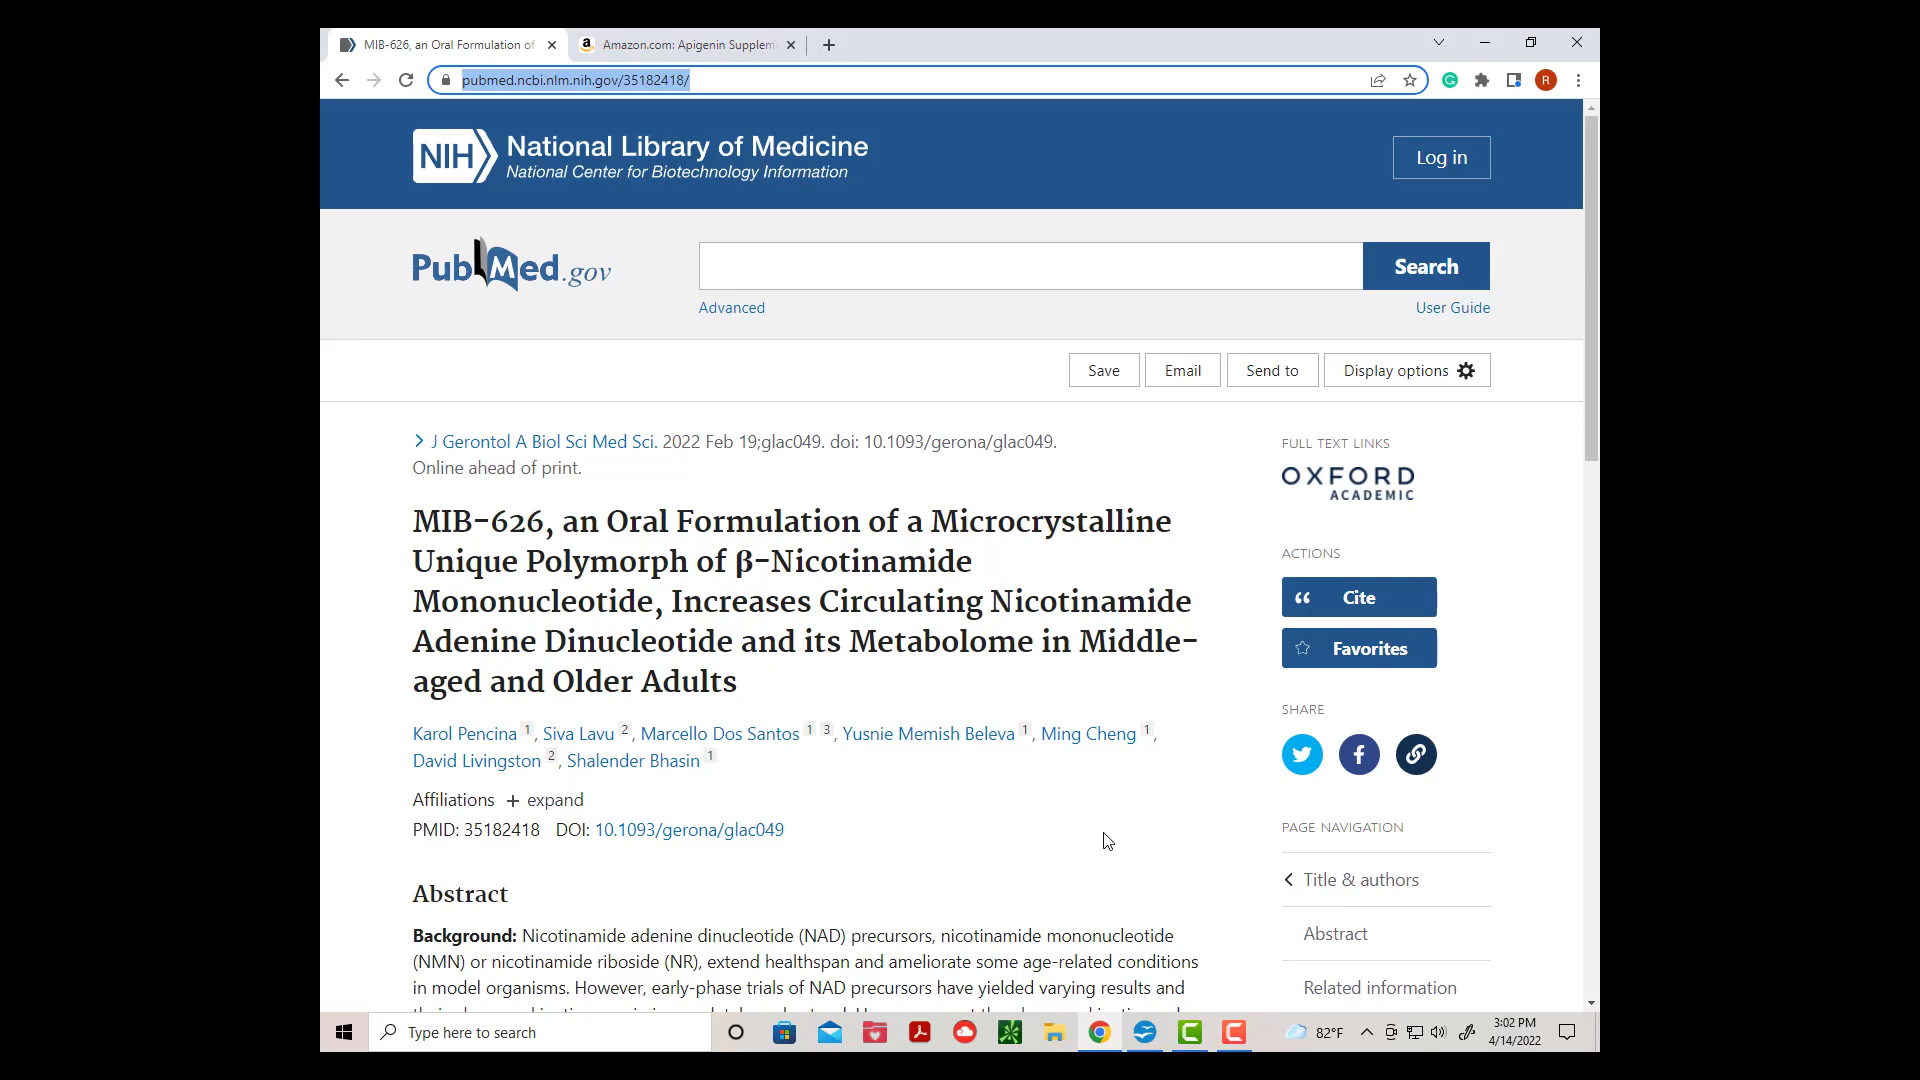 MIB-626, an Oral Formulation of
Amazon.com: Apigenin Supplem
pubmed.ncbi.nlm.nih.gov/35182418/
R
NIH National Library of Medicine
National Center for Biotechnology Information
Log in
PubMed.gov
Search
Advanced
User Guide
Save
Email
Send to
Display options
J Gerontol A Biol Sci Med Sci. 2022 Feb 19;glac049. doi: 10.1093/gerona/glac049.
Online ahead of print.
MIB-626, an Oral Formulation of a Microcrystalline
Unique Polymorph of β-Nicotinamide
Mononucleotide, Increases Circulating Nicotinamide
Adenine Dinucleotide and its Metabolome in Middle-
aged and Older Adults
Karol Pencina 1, Siva Lavu 2, Marcello Dos Santos 1 3, Yusnie Memish Beleva 1, Ming Cheng 1,
David Livingston 2, Shalender Bhasin 1
Affiliations + expand
PMID: 35182418 DOI: 10.1093/gerona/glac049
Abstract
Background: Nicotinamide adenine dinucleotide (NAD) precursors, nicotinamide mononucleotide
(NMN) or nicotinamide riboside (NR), extend healthspan and ameliorate some age-related conditions
in model organisms. However, early-phase trials of NAD precursors have yielded varying results and
FULL TEXT LINKS
OXFORD
ACADEMIC
ACTIONS
Cite
Favorites
SHARE
PAGE NAVIGATION
Title & authors
Abstract
Related information
Type here to search
82°F
3:02 PM
4/14/2022